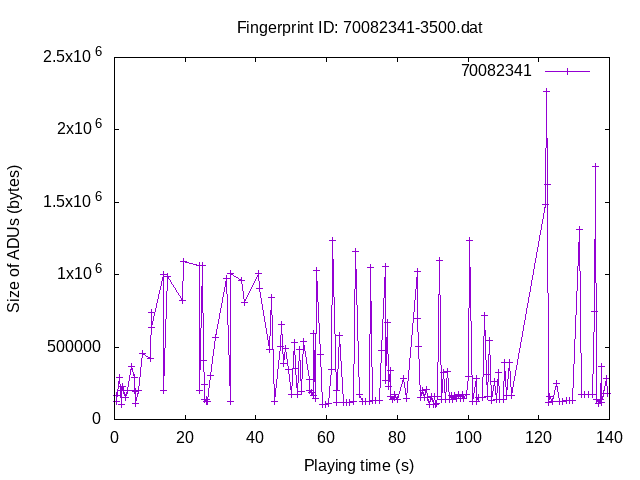 Fingerprint ID: 70082341-3500.dat
70082341
Size of ADUs (bytes)
2.5x10^6
2x10^6
1.5x10^6
1x10^6
500000
0
0 20 40 60 80 100 120 140
Playing time (s)